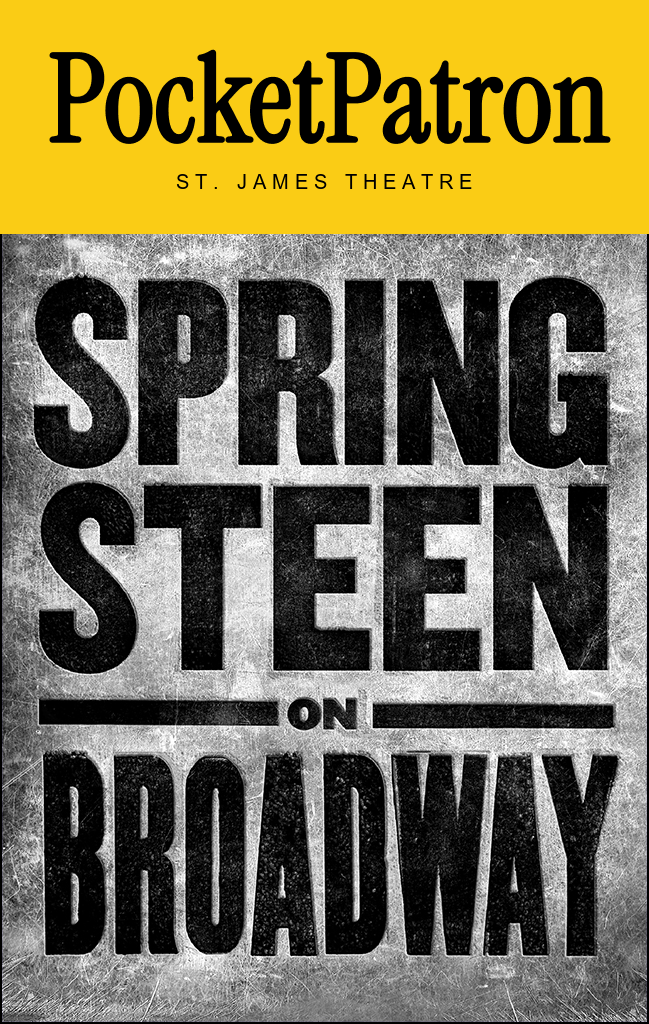 PocketPatron
ST. JAMES THEATRE
SPRING
STEEN
ON
BROADWAY